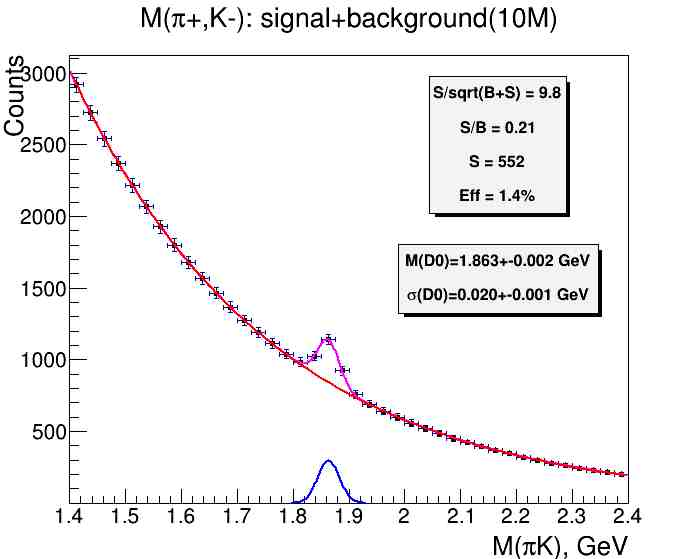 M(π+,K-): signal+background(10M)
Counts
3000
2500
2000
1500
1000
500
S/sqrt(B+S) = 9.8
S/B = 0.21
S = 552
Eff = 1.4%
M(D0)=1.863+-0.002 GeV
σ(D0)=0.020+-0.001 GeV
1.4 1.5 1.6 1.7 1.8 1.9 2 2.1 2.2 2.3 2.4
M(πK), GeV